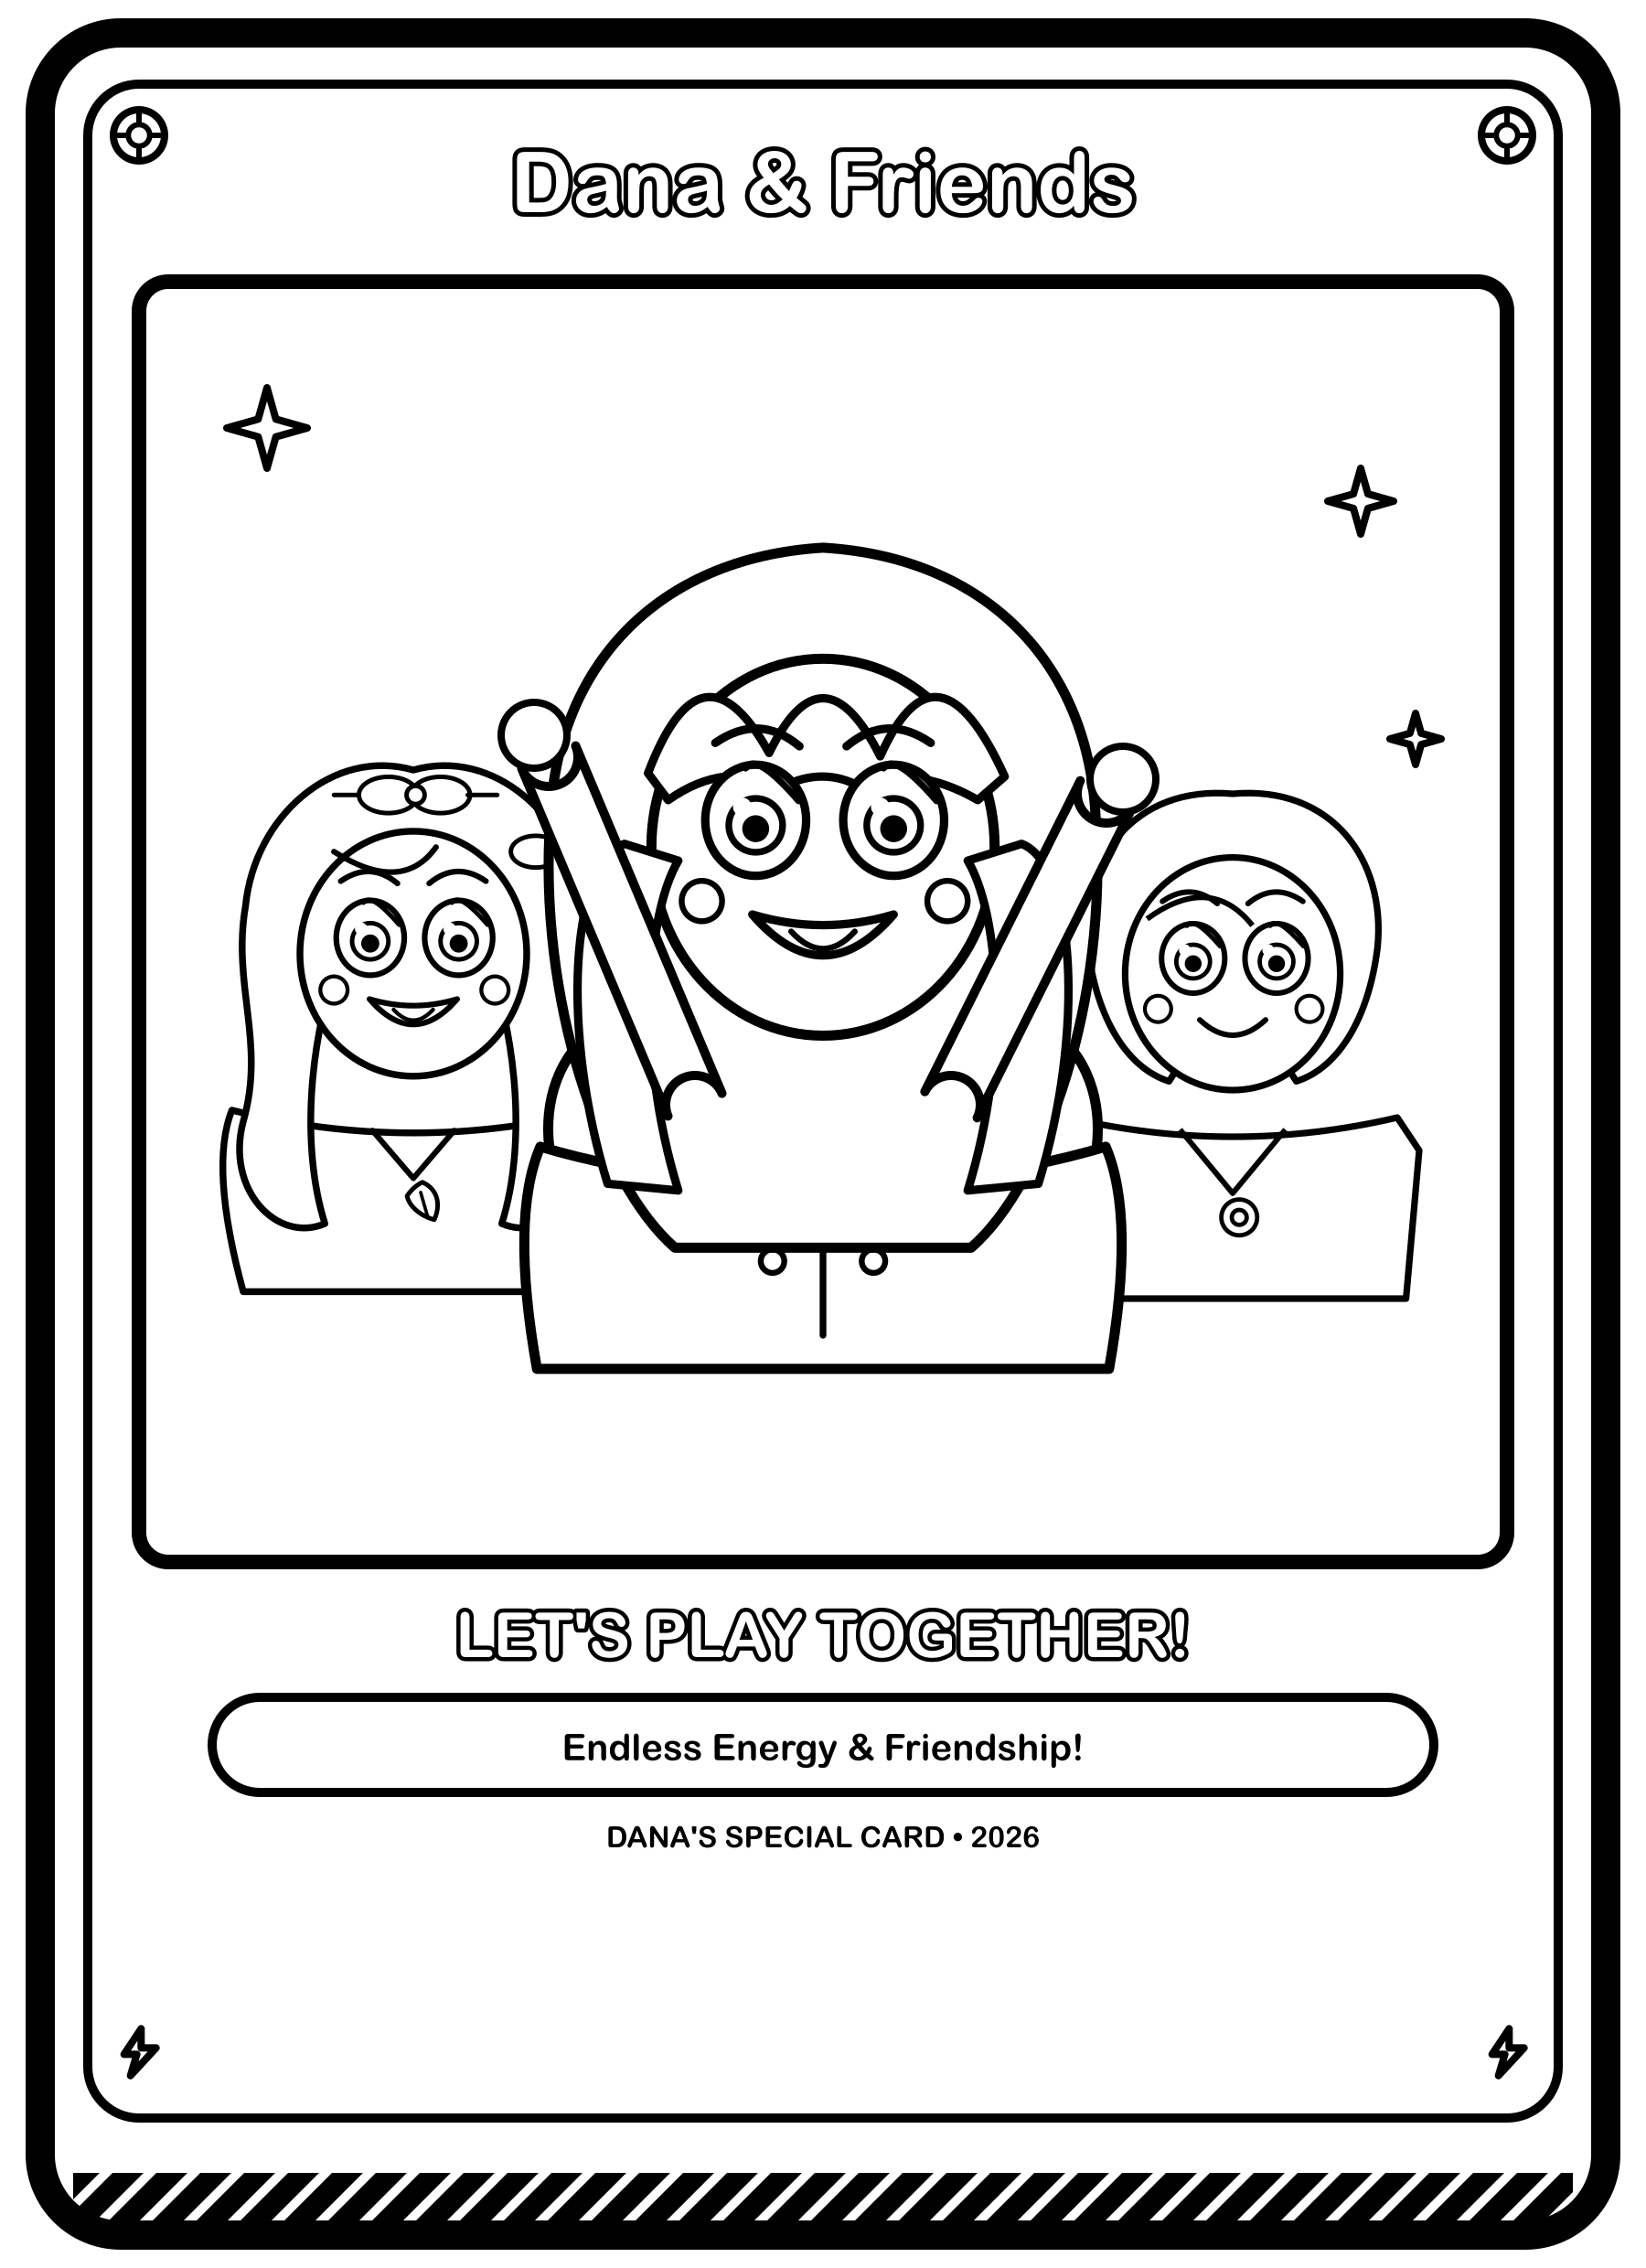 Dana & Friends
LET'S PLAY TOGETHER!
Endless Energy & Friendship!
DANA'S SPECIAL CARD • 2026